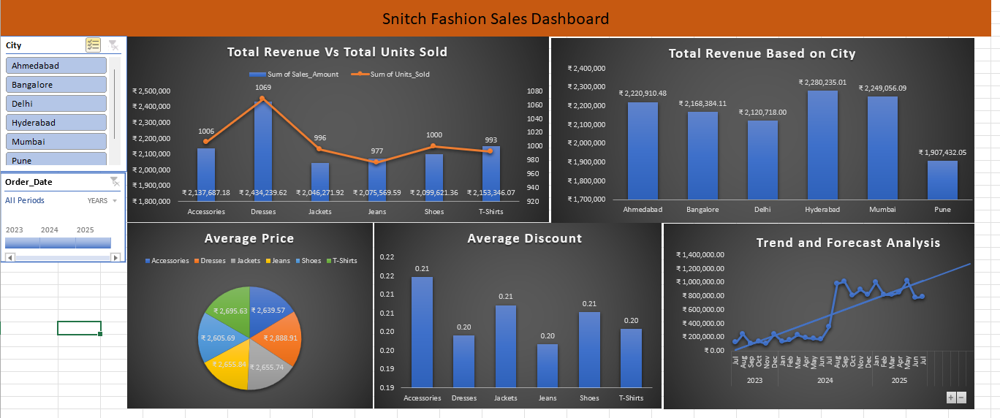 Snitch Fashion Sales Dashboard
City
Ahmedabad
Bangalore
Delhi
Hyderabad
Mumbai
Pune
Order_Date
All Periods YEARS
2023 2024 2025
Total Revenue Vs Total Units Sold
Sum of Sales_Amount Sum of Units_Sold
₹ 2,500,000
₹ 2,400,000
₹ 2,300,000
₹ 2,200,000
₹ 2,100,000
₹ 2,000,000
₹ 1,900,000
₹ 1,800,000
1080
1060
1040
1020
1000
980
960
940
920
1006 1069 996 977 1000 993
₹ 2,137,687.18 ₹ 2,434,239.62 ₹ 2,046,271.92 ₹ 2,075,569.59 ₹ 2,099,621.36 ₹ 2,153,346.07
Accessories Dresses Jackets Jeans Shoes T-Shirts
Total Revenue Based on City
₹ 2,400,000
₹ 2,300,000
₹ 2,200,000
₹ 2,100,000
₹ 2,000,000
₹ 1,900,000
₹ 1,800,000
₹ 1,700,000
₹ 2,220,910.48 ₹ 2,168,384.11 ₹ 2,120,718.00 ₹ 2,280,235.01 ₹ 2,249,056.09 ₹ 1,907,432.05
Ahmedabad Bangalore Delhi Hyderabad Mumbai Pune
Average Price
Accessories Dresses Jackets Jeans Shoes T-Shirts
₹ 2,695.63 ₹ 2,639.57
₹ 2,605.69 ₹ 2,888.91
₹ 2,655.84 ₹ 2,655.74
Average Discount
0.22
0.22
0.21
0.21
0.20
0.20
0.19
0.19
0.21 0.20 0.21 0.20 0.21 0.20
Accessories Dresses Jackets Jeans Shoes T-Shirts
Trend and Forecast Analysis
₹ 1,400,000.00
₹ 1,200,000.00
₹ 1,000,000.00
₹ 800,000.00
₹ 600,000.00
₹ 400,000.00
₹ 200,000.00
₹ 0.00
Jul Aug Sep Oct Nov Dec Jan Feb Mar Apr May Jun Jul Aug Sep Oct Nov Dec Jan Feb Mar Apr May Jun Jul
2023 2024 2025
+ −